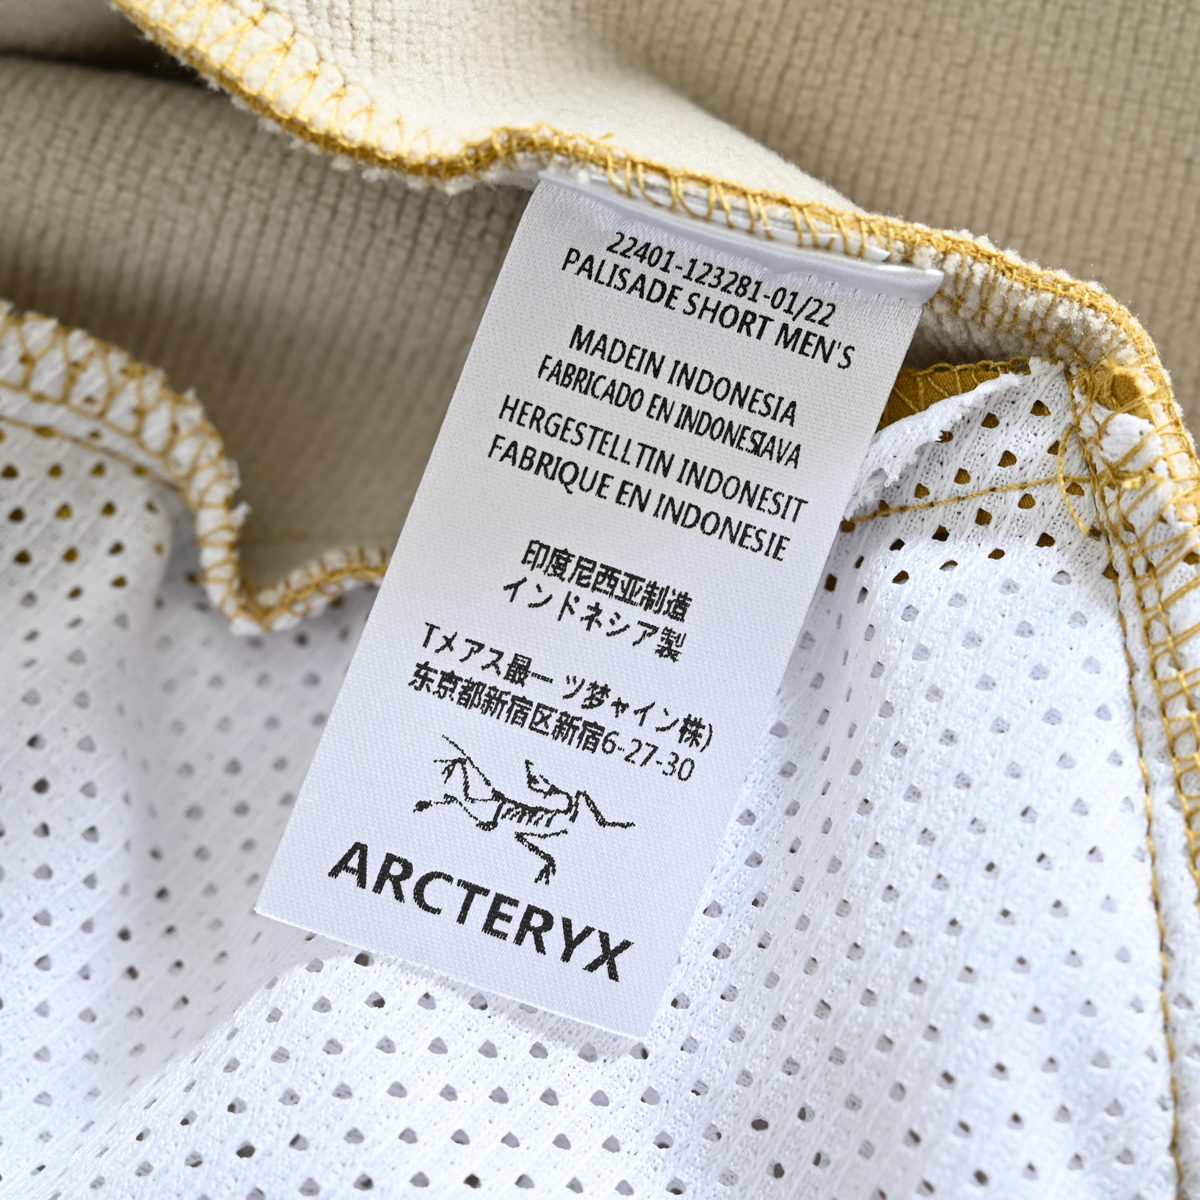 22401-123281-01/22
PALISADE SHORT MEN'S
MADEIN INDONESIA
FABRICADO EN INDONESIAVA
HERGESTELLTIN INDONESIT
FABRIQUE EN INDONESIE
印度尼西亚制造
インドネシア製
Tメアス最一 ツ梦ャイン株)
东京都新宿区新宿6-27-30
ARCTERYX